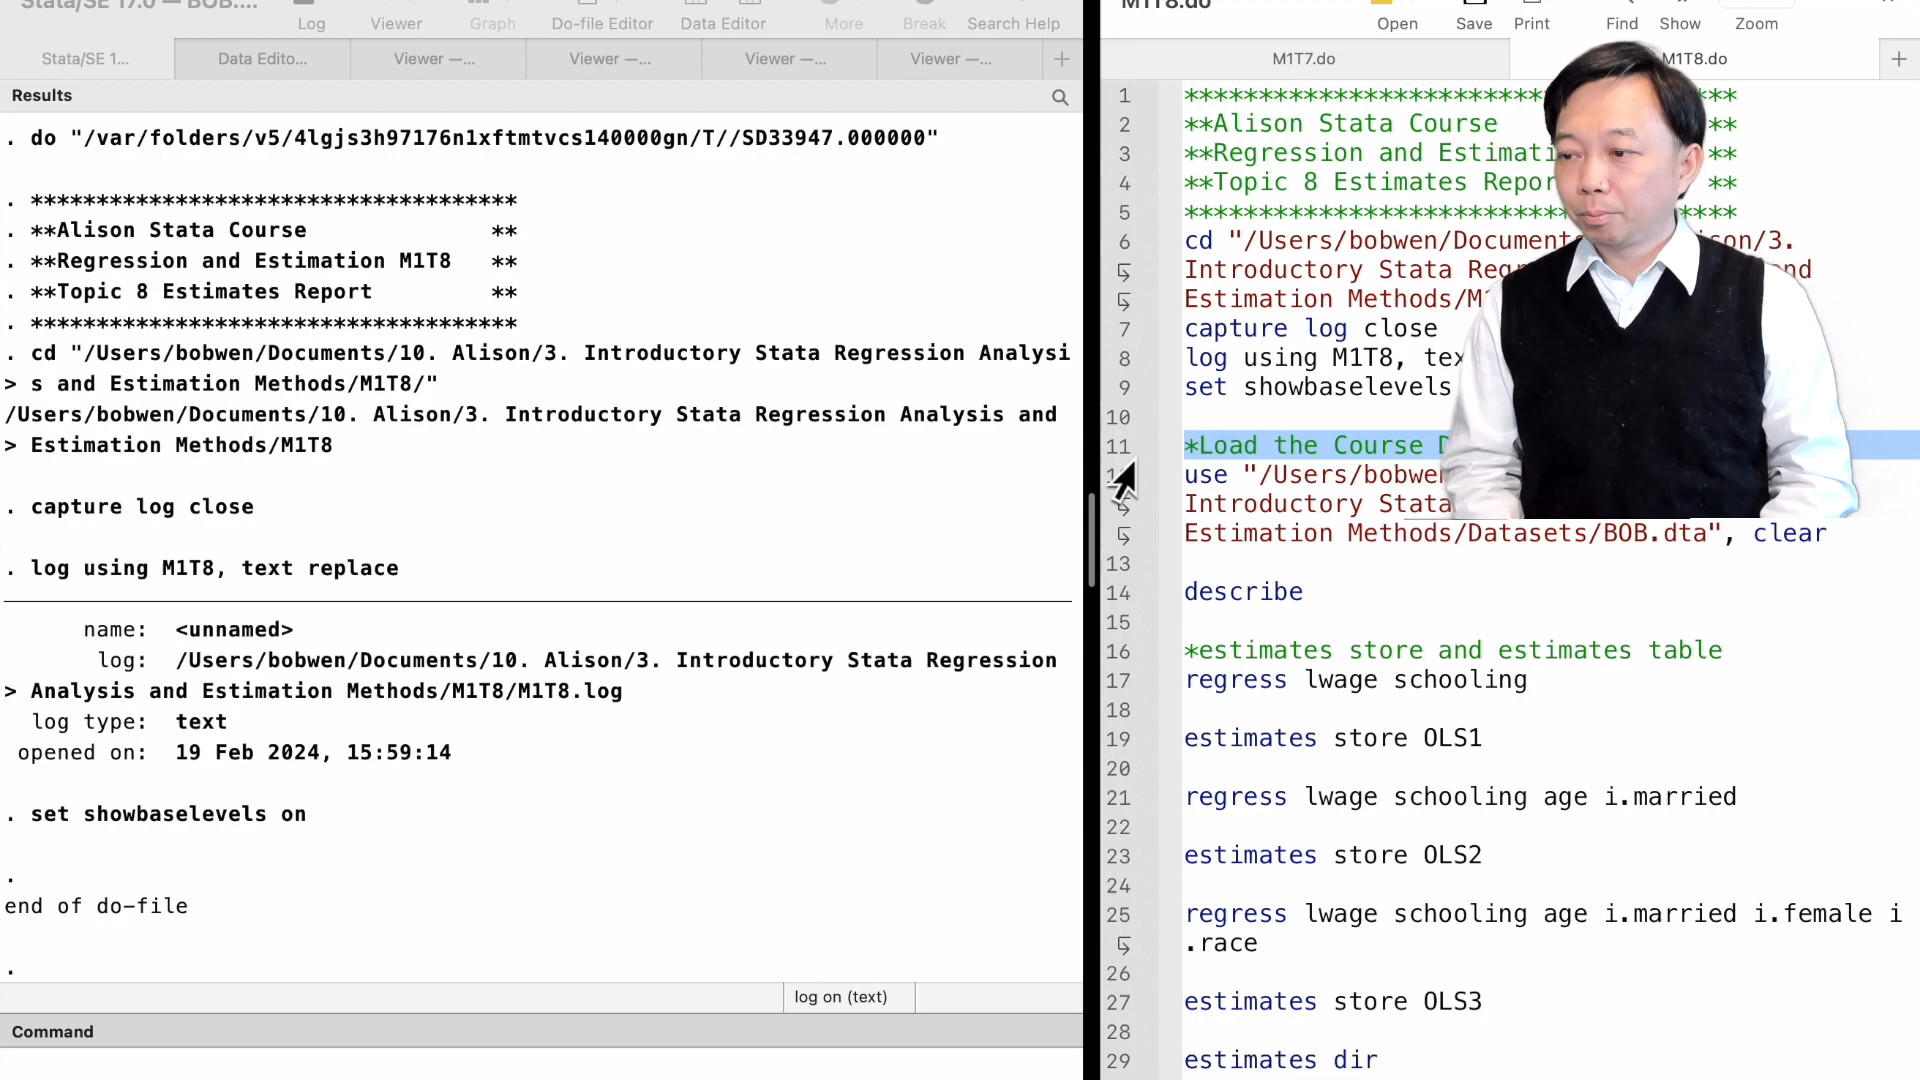 Stata/SE 17.0 — BOB....
Log
Viewer
Graph
Do-file Editor
Data Editor
More
Break
Search Help
Stata/SE 1...
Data Edito...
Viewer —...
Viewer —...
Viewer —...
Viewer —...
Results
. do "/var/folders/v5/4lgjs3h97176n1xftmtvcs140000gn/T//SD33947.000000"
. *************************************
. **Alison Stata Course **
. **Regression and Estimation M1T8 **
. **Topic 8 Estimates Report **
. *************************************
. cd "/Users/bobwen/Documents/10. Alison/3. Introductory Stata Regression Analysi
> s and Estimation Methods/M1T8/"
/Users/bobwen/Documents/10. Alison/3. Introductory Stata Regression Analysis and
> Estimation Methods/M1T8
. capture log close
. log using M1T8, text replace
name: <unnamed>
log: /Users/bobwen/Documents/10. Alison/3. Introductory Stata Regression
> Analysis and Estimation Methods/M1T8/M1T8.log
log type: text
opened on: 19 Feb 2024, 15:59:14
. set showbaselevels on
.
end of do-file
.
log on (text)
Command
M1T8.do
Open
Save
Print
Find
Show
Zoom
M1T7.do
M1T8.do
1 ************************ **
2 **Alison Stata Course **
3 **Regression and **
4 **Topic 8 Estimates **
5 ************************* ****
6 cd "/Users/bobwen/ 3.
Introductory Stata
Estimation Methods/
7 capture log close
8 log using M1T8,
9 set showbaselevels
10
11 *Load the Course
use
Introductory Stata
Estimation Methods/Datasets/BOB.dta", clear
13
14 describe
15
16 *estimates store and estimates table
17 regress lwage schooling
18
19 estimates store OLS1
20
21 regress lwage schooling age i.married
22
23 estimates store OLS2
24
25 regress lwage schooling age i.married i.female i
.race
26
27 estimates store OLS3
28
29 estimates dir